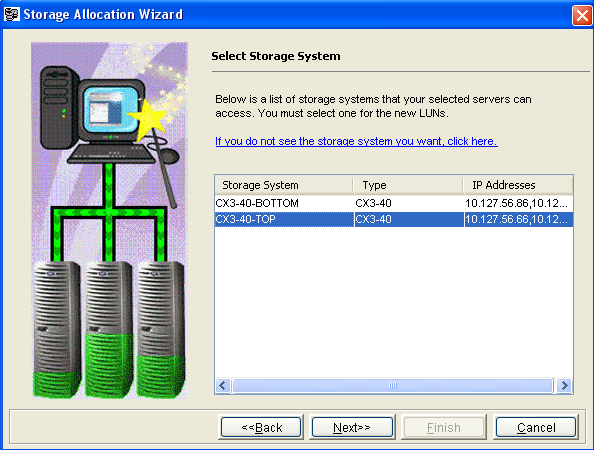 Storage Allocation Wizard
Select Storage System
Below is a list of storage systems that your selected servers can
access. You must select one for the new LUNs.
If you do not see the storage system you want, click here.
Storage System Type IP Addresses
CX3-40-BOTTOM CX3-40 10.127.56.86,10.12...
CX3-40-TOP CX3-40 10.127.56.66,10.12...
<<Back Next>> Finish Cancel